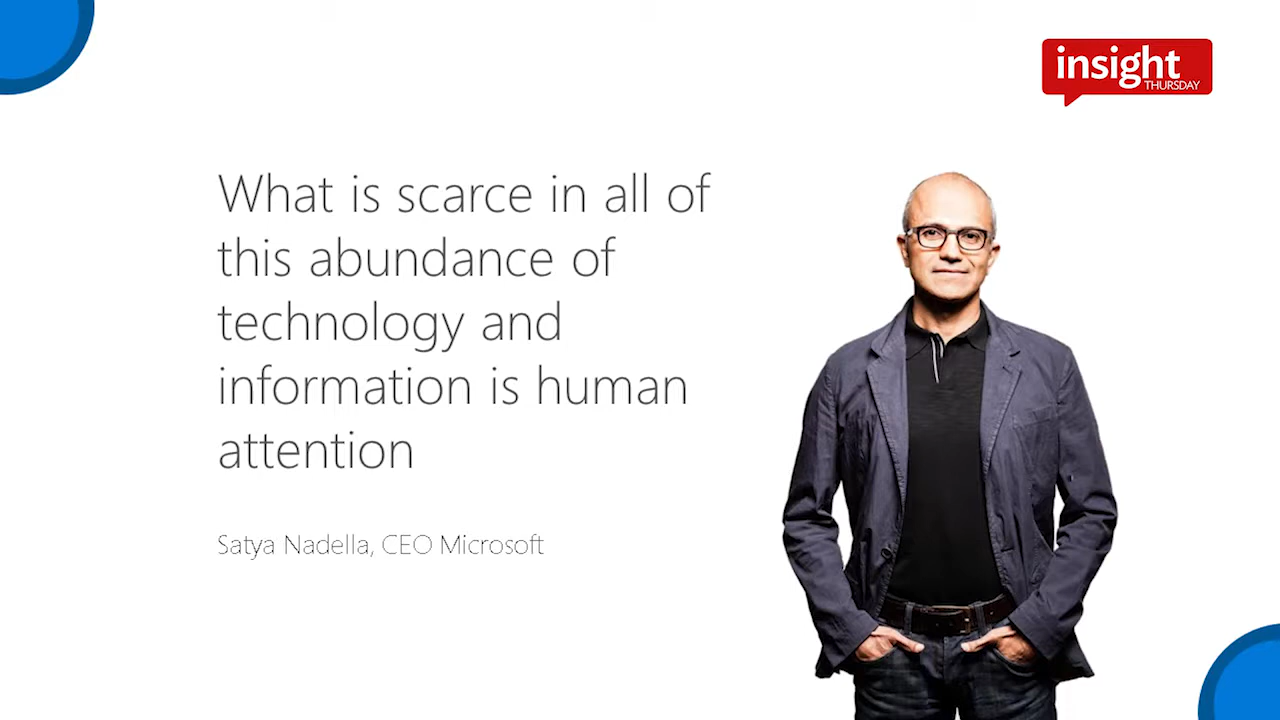 insight
THURSDAY
What is scarce in all of
this abundance of
technology and
information is human
attention
Satya Nadella, CEO Microsoft